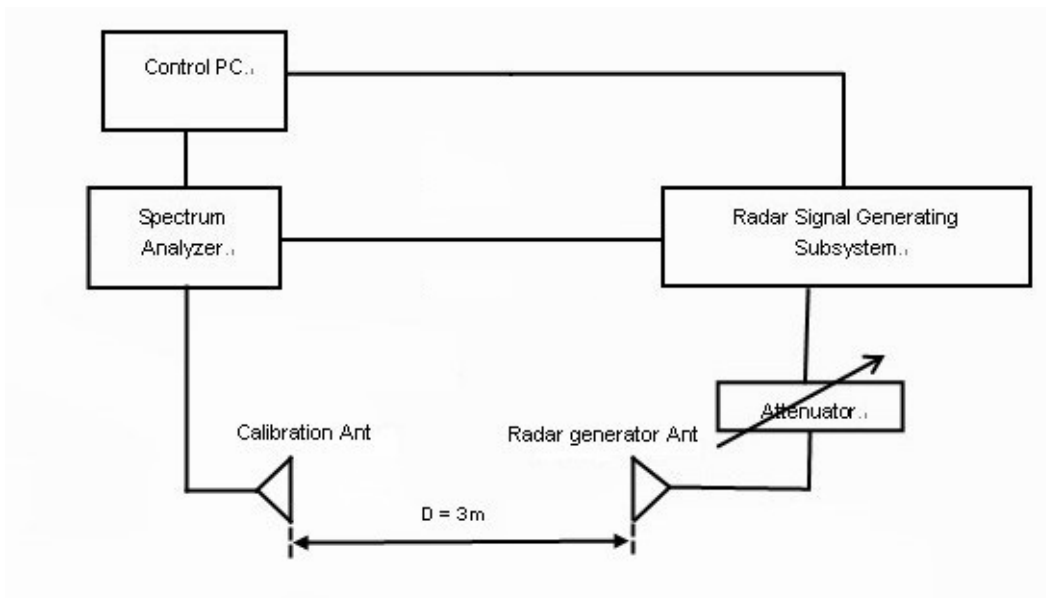 Control PC.
Spectrum
Analyzer.
Radar Signal Generating
Subsystem.
Attenuator.
Calibration Ant
Radar generator Ant
D = 3m